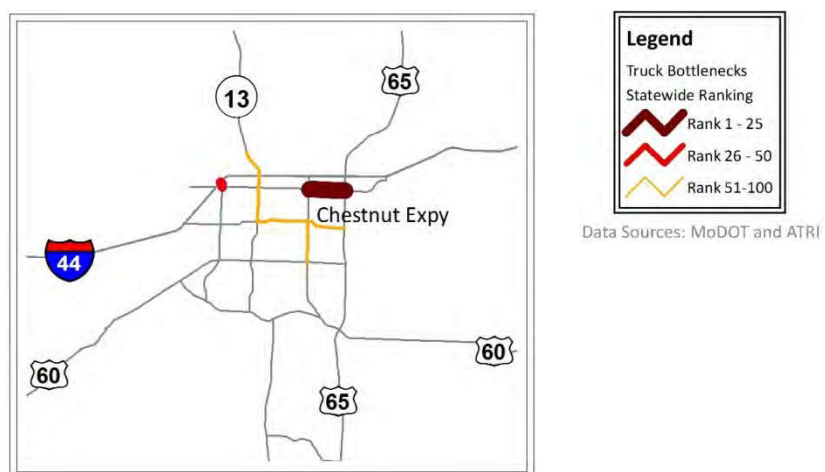 65
13
Chestnut Expy
44
60
60
65
Legend
Truck Bottlenecks
Statewide Ranking
Rank 1 - 25
Rank 26 - 50
Rank 51-100
Data Sources: MoDOT and ATRI